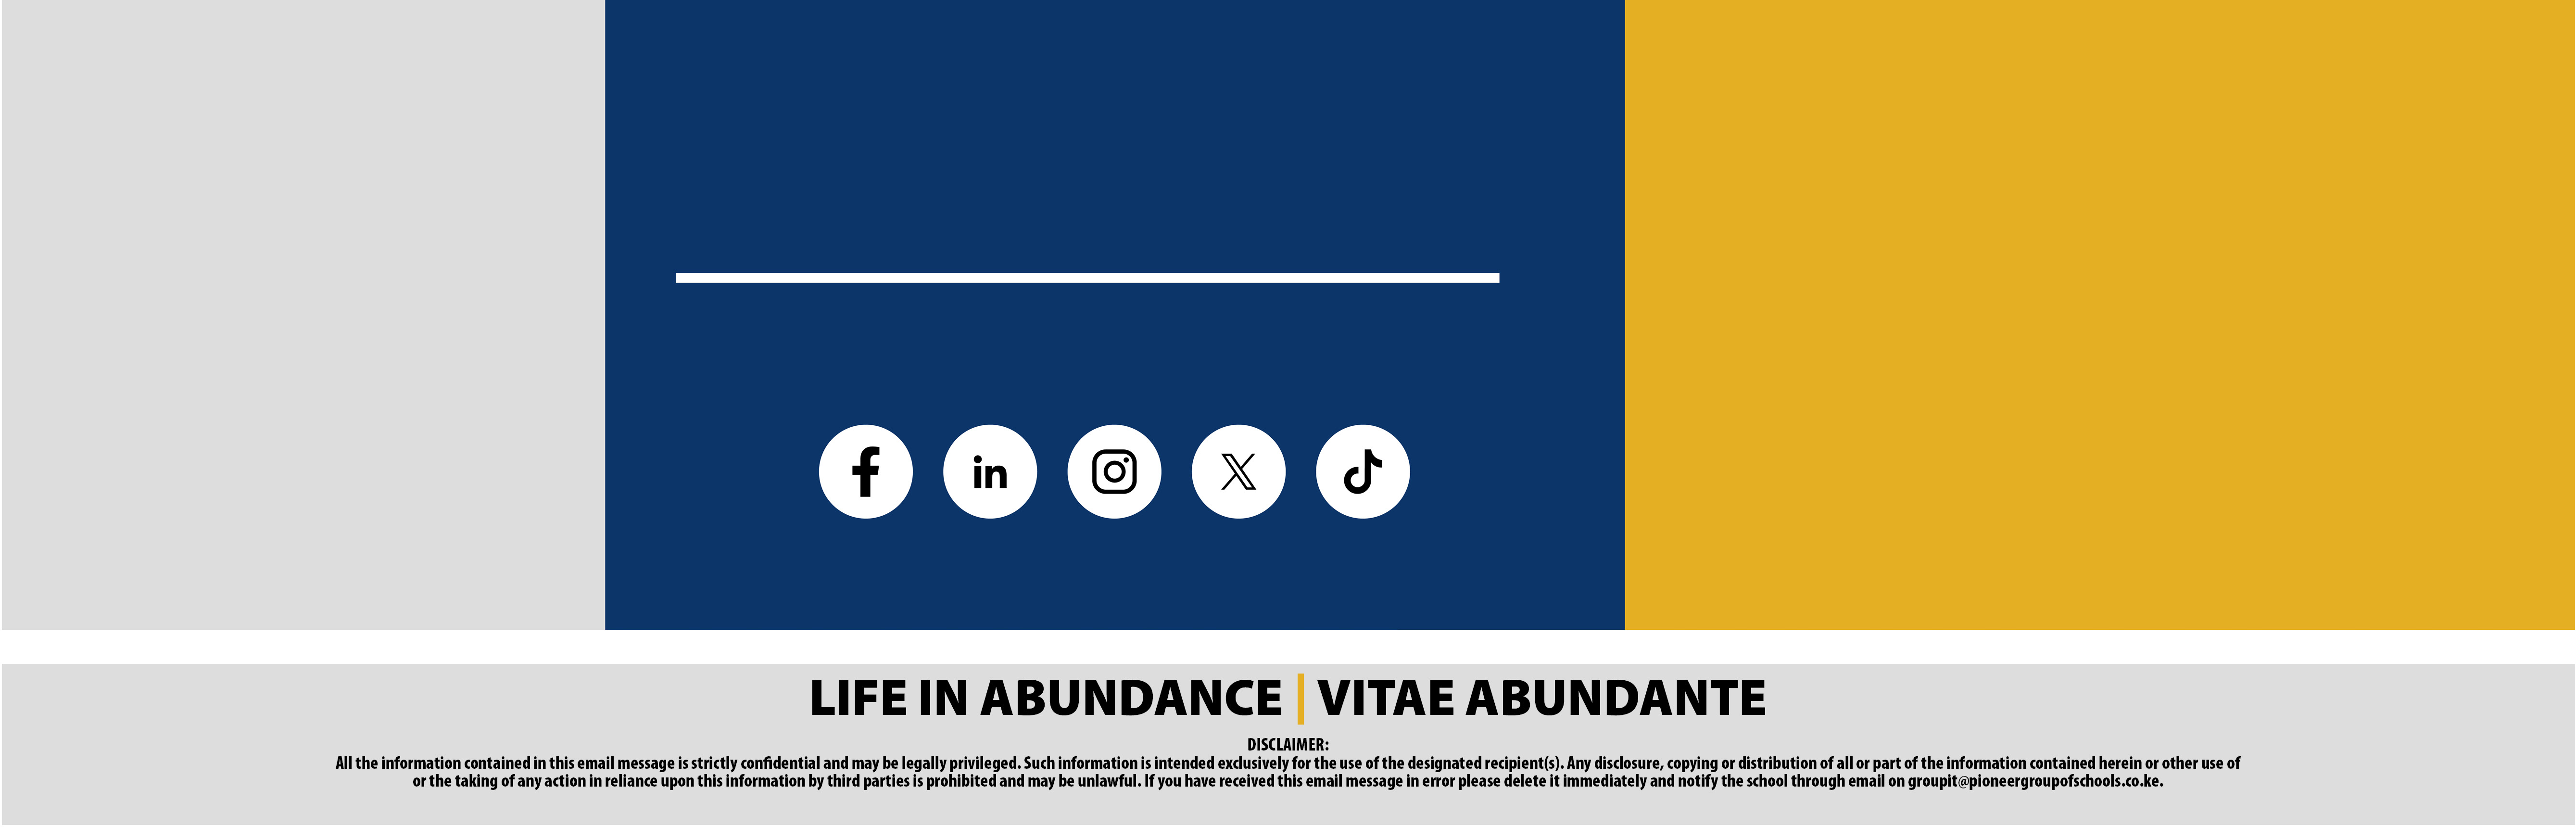 LIFE IN ABUNDANCE | VITAE ABUNDANTE
DISCLAIMER:
All the information contained in this email message is strictly confidential and may be legally privileged. Such information is intended exclusively for the use of the designated recipient(s). Any disclosure, copying or distribution of all or part of the information contained herein or other use of
or the taking of any action in reliance upon this information by third parties is prohibited and may be unlawful. If you have received this email message in error please delete it immediately and notify the school through email on groupit@pioneergroupofschools.co.ke.